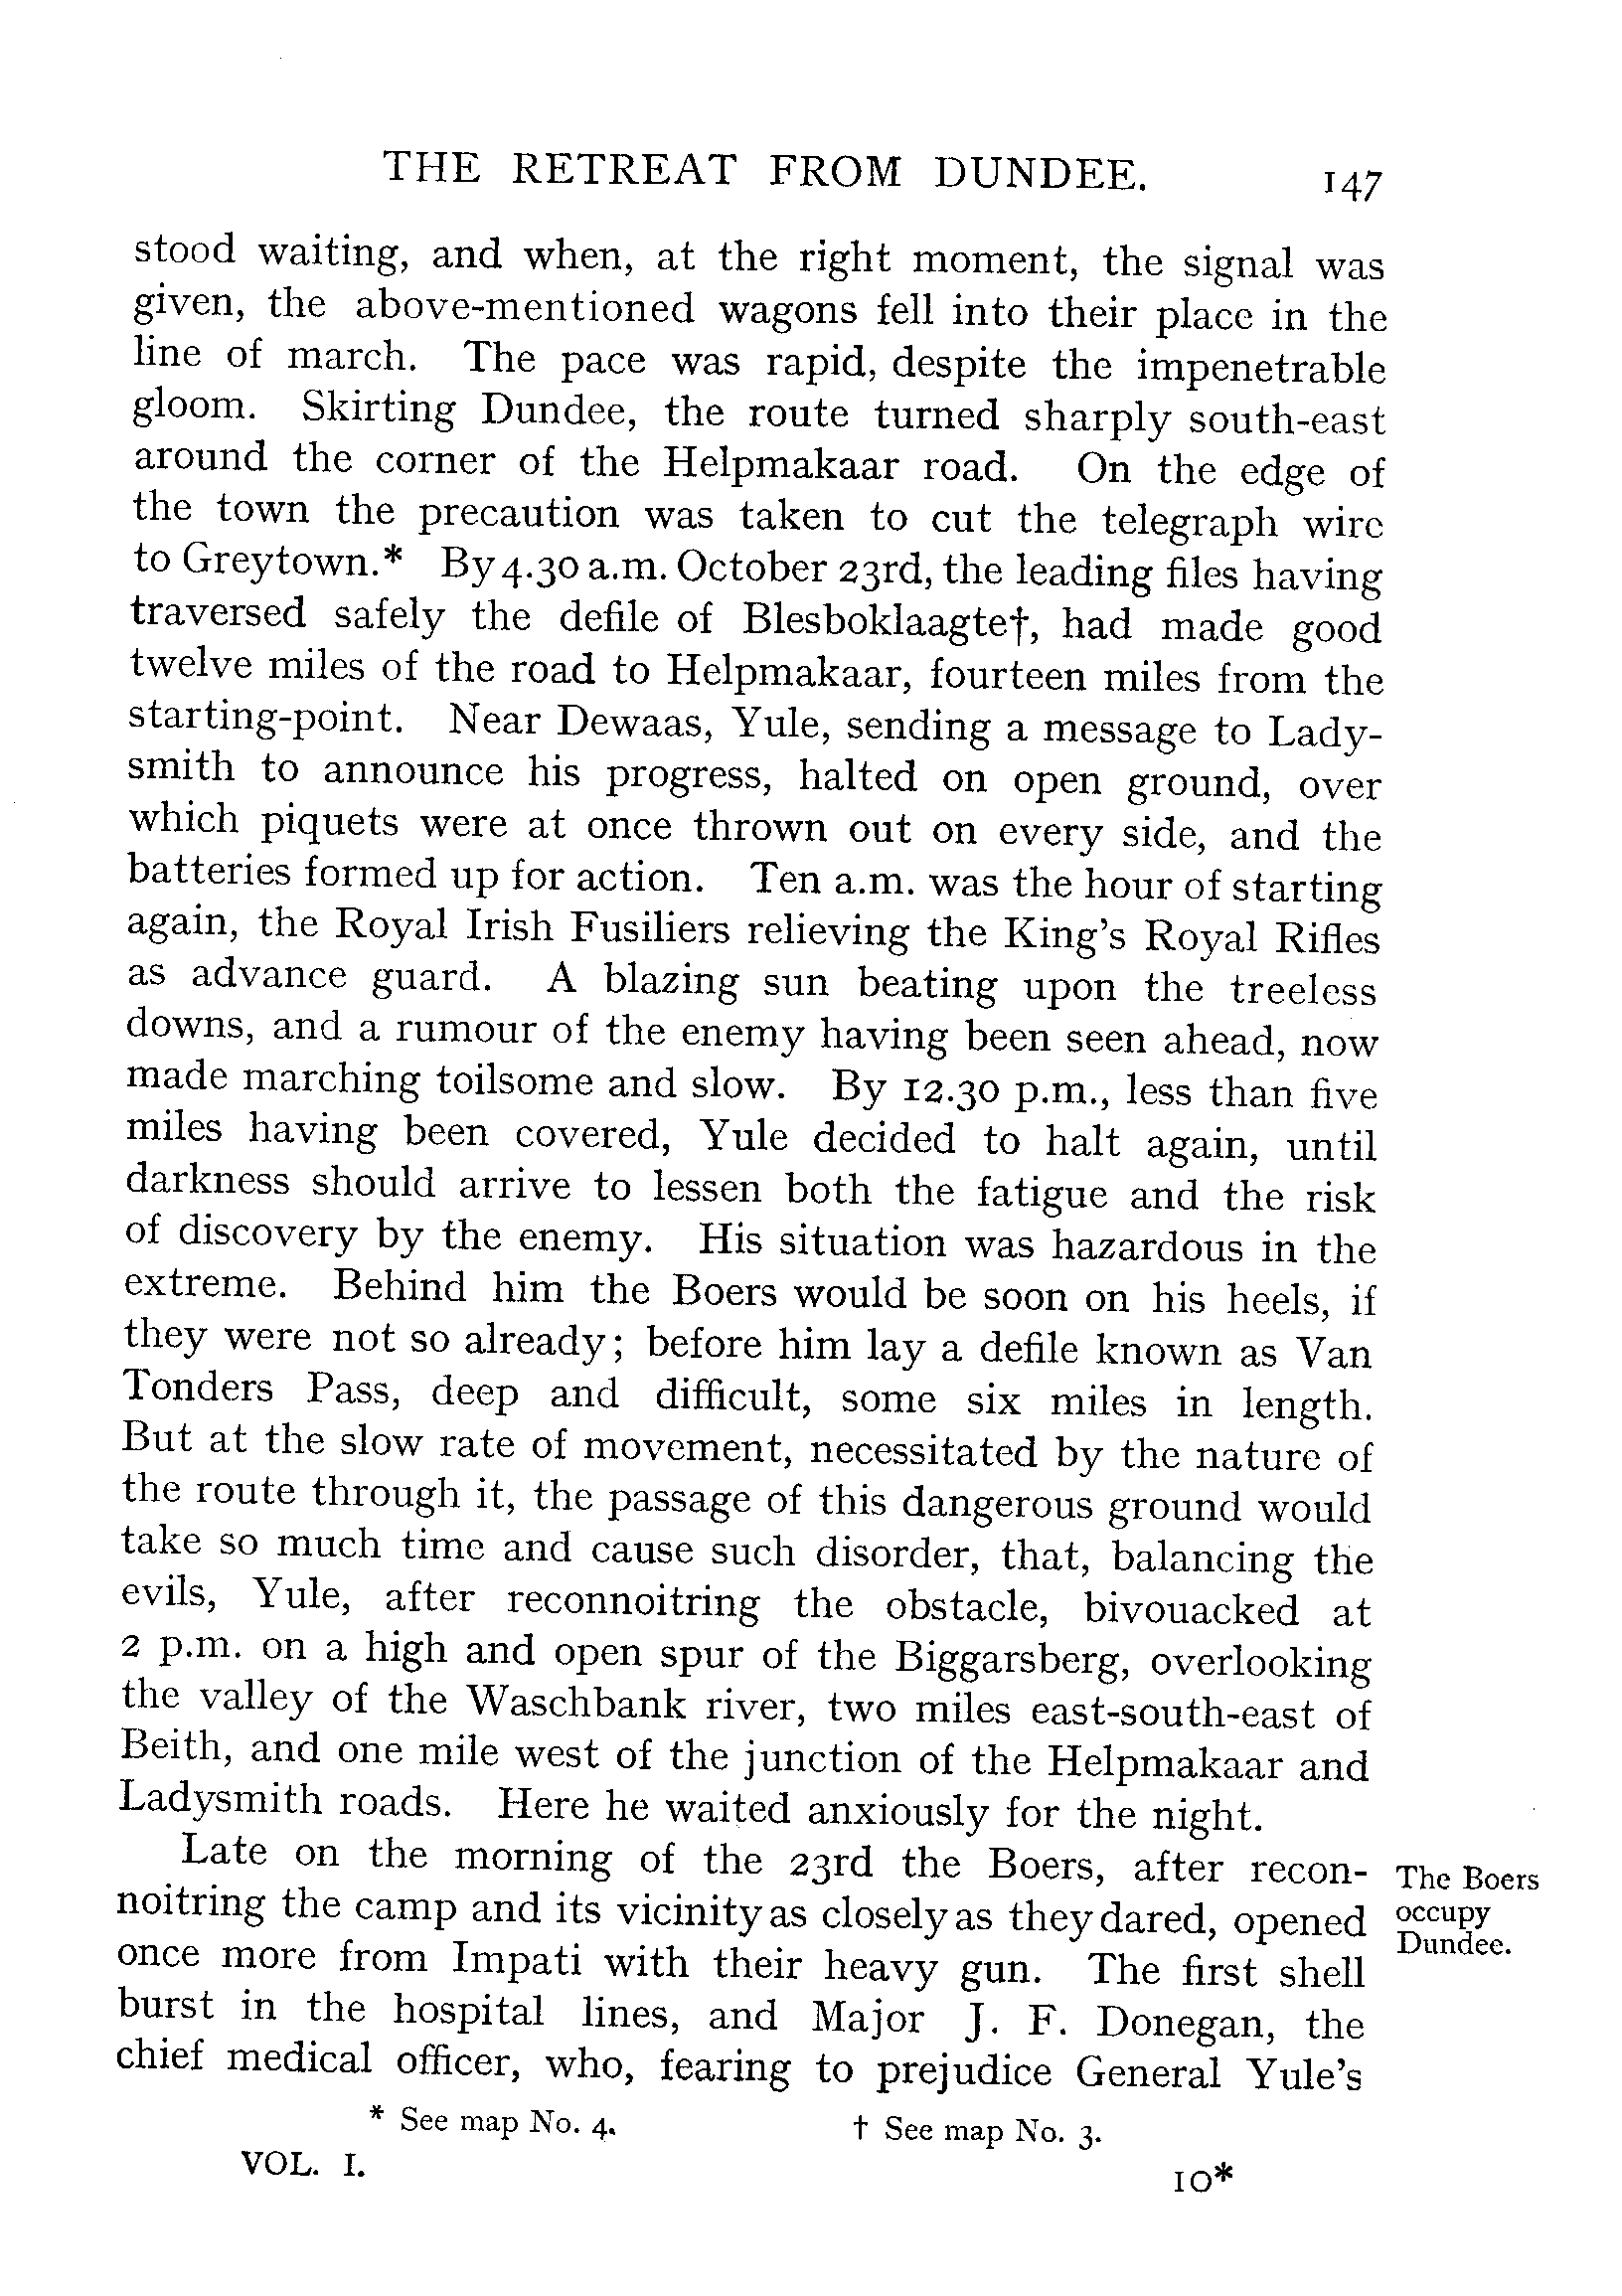 THE RETREAT FROM DUNDEE. 147
stood waiting, and when, at the right moment, the signal was
given, the above-mentioned wagons fell into their place in the
line of march. The pace was rapid, despite the impenetrable
gloom. Skirting Dundee, the route turned sharply south-east
around the corner of the Helpmakaar road. On the edge of
the town the precaution was taken to cut the telegraph wire
to Greytown.* By 4.30 a.m. October 23rd, the leading files having
traversed safely the defile of Blesboklaagte†, had made good
twelve miles of the road to Helpmakaar, fourteen miles from the
starting-point. Near Dewaas, Yule, sending a message to Lady-
smith to announce his progress, halted on open ground, over
which piquets were at once thrown out on every side, and the
batteries formed up for action. Ten a.m. was the hour of starting
again, the Royal Irish Fusiliers relieving the King's Royal Rifles
as advance guard. A blazing sun beating upon the treeless
downs, and a rumour of the enemy having been seen ahead, now
made marching toilsome and slow. By 12.30 p.m., less than five
miles having been covered, Yule decided to halt again, until
darkness should arrive to lessen both the fatigue and the risk
of discovery by the enemy. His situation was hazardous in the
extreme. Behind him the Boers would be soon on his heels, if
they were not so already; before him lay a defile known as Van
Tonders Pass, deep and difficult, some six miles in length.
But at the slow rate of movement, necessitated by the nature of
the route through it, the passage of this dangerous ground would
take so much time and cause such disorder, that, balancing the
evils, Yule, after reconnoitring the obstacle, bivouacked at
2 p.m. on a high and open spur of the Biggarsberg, overlooking
the valley of the Waschbank river, two miles east-south-east of
Beith, and one mile west of the junction of the Helpmakaar and
Ladysmith roads. Here he waited anxiously for the night.
Late on the morning of the 23rd the Boers, after recon-
noitring the camp and its vicinity as closely as they dared, opened
once more from Impati with their heavy gun. The first shell
burst in the hospital lines, and Major J. F. Donegan, the
chief medical officer, who, fearing to prejudice General Yule's
The Boers
occupy
Dundee.
* See map No. 4. † See map No. 3.
VOL. I. 10*